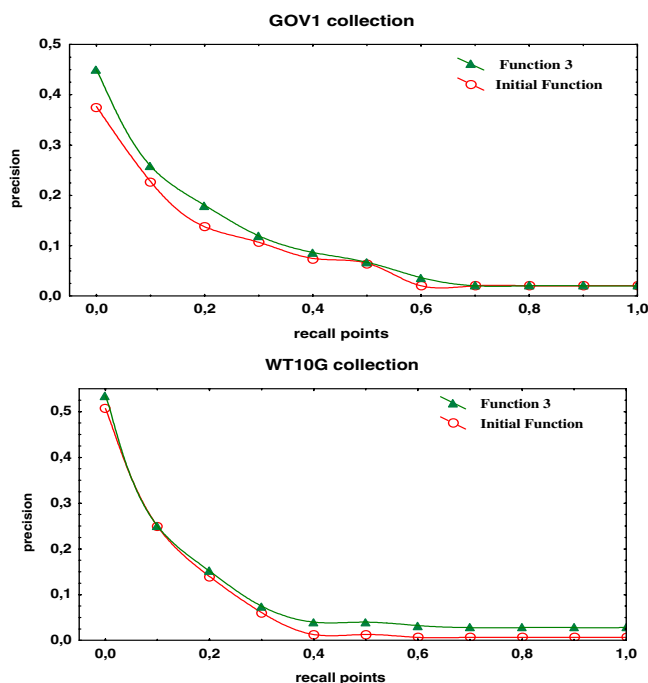 GOV1 collection
0,5
0,4
0,3
0,2
0,1
0,0
precision
Function 3
Initial Function
0,0 0,2 0,4 0,6 0,8 1,0
recall points
WT10G collection
0,5
0,4
0,3
0,2
0,1
0,0
precision
Function 3
Initial Function
0,0 0,2 0,4 0,6 0,8 1,0
recall points